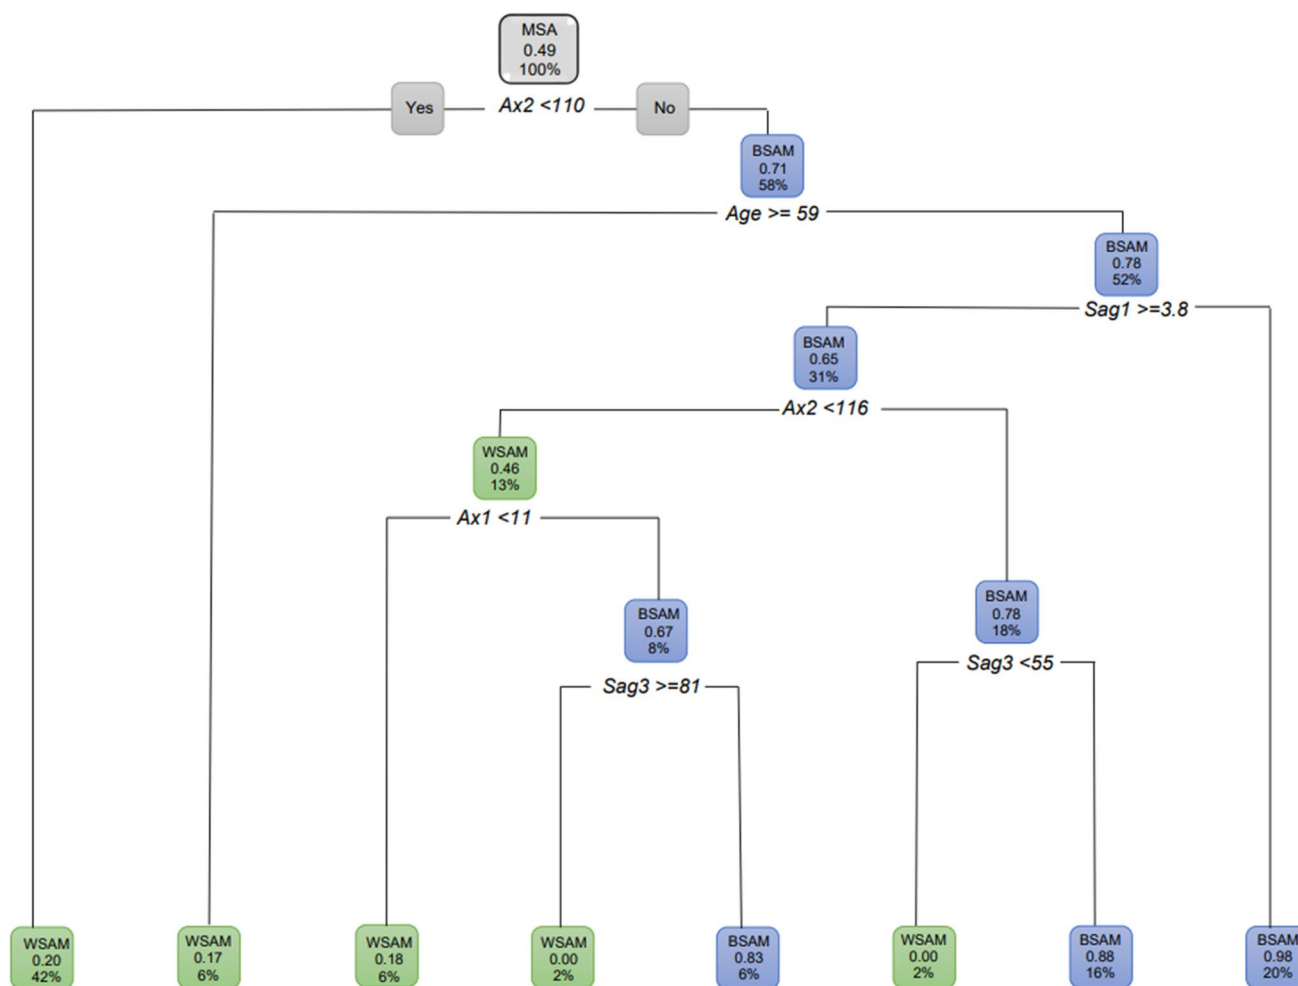 MSA
0.49
100%
Yes
Ax2 <110
No
BSAM
0.71
58%
Age >= 59
BSAM
0.78
52%
Sag1 >=3.8
BSAM
0.65
31%
Ax2 <116
WSAM
0.46
13%
Ax1 <11
BSAM
0.78
18%
BSAM
0.67
8%
Sag3 <55
Sag3 >=81
WSAM
0.20
42%
WSAM
0.17
6%
WSAM
0.18
6%
WSAM
0.00
2%
BSAM
0.83
6%
WSAM
0.00
2%
BSAM
0.88
16%
BSAM
0.98
20%